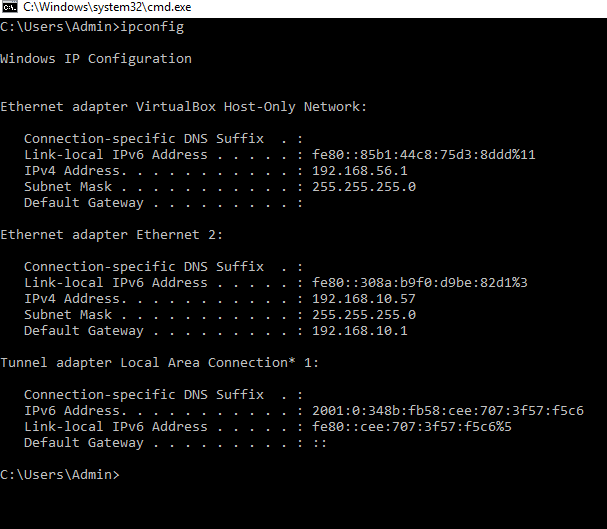 C:\Windows\system32\cmd.exe
C:\Users\Admin>ipconfig
Windows IP Configuration
Ethernet adapter VirtualBox Host-Only Network:
   Connection-specific DNS Suffix  . :
   Link-local IPv6 Address . . . . . : fe80::85b1:44c8:75d3:8ddd%11
   IPv4 Address. . . . . . . . . . . : 192.168.56.1
   Subnet Mask . . . . . . . . . . . : 255.255.255.0
   Default Gateway . . . . . . . . . :
Ethernet adapter Ethernet 2:
   Connection-specific DNS Suffix  . :
   Link-local IPv6 Address . . . . . : fe80::308a:b9f0:d9be:82d1%3
   IPv4 Address. . . . . . . . . . . : 192.168.10.57
   Subnet Mask . . . . . . . . . . . : 255.255.255.0
   Default Gateway . . . . . . . . . : 192.168.10.1
Tunnel adapter Local Area Connection* 1:
   Connection-specific DNS Suffix  . :
   IPv6 Address. . . . . . . . . . . : 2001:0:348b:fb58:cee:707:3f57:f5c6
   Link-local IPv6 Address . . . . . : fe80::cee:707:3f57:f5c6%5
   Default Gateway . . . . . . . . . : ::
C:\Users\Admin>